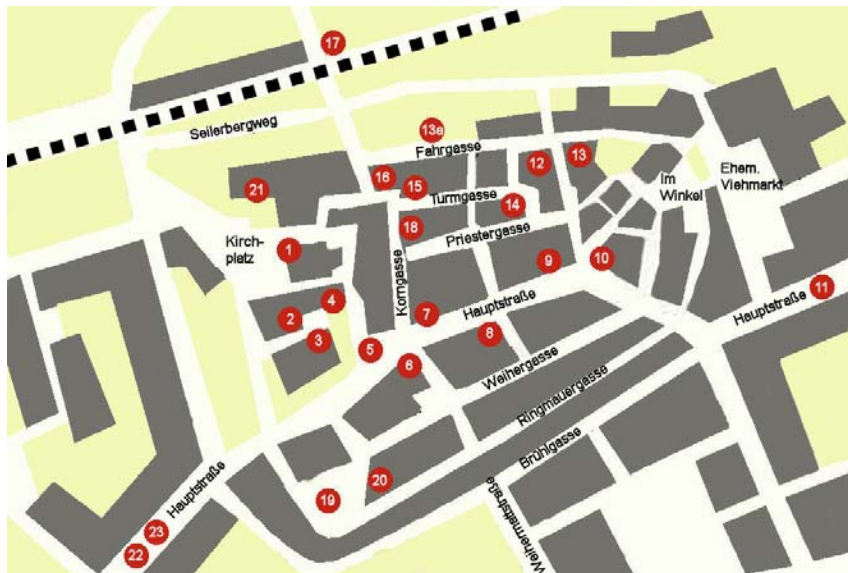 17
Seilerbergweg
13a
Fahrgasse
12
13
16
15
21
Turmgasse
14
Im
Winkel
Ehem.
Viehmarkt
18
Priestergasse
Kirch-
platz
1
Korngasse
9
10
4
2
7
Hauptstraße
11
Hauptstraße
3
5
8
6
Weihergasse
Ringmauergasse
Brühlgasse
20
19
Hauptstraße
Weihermattstraße
23
22